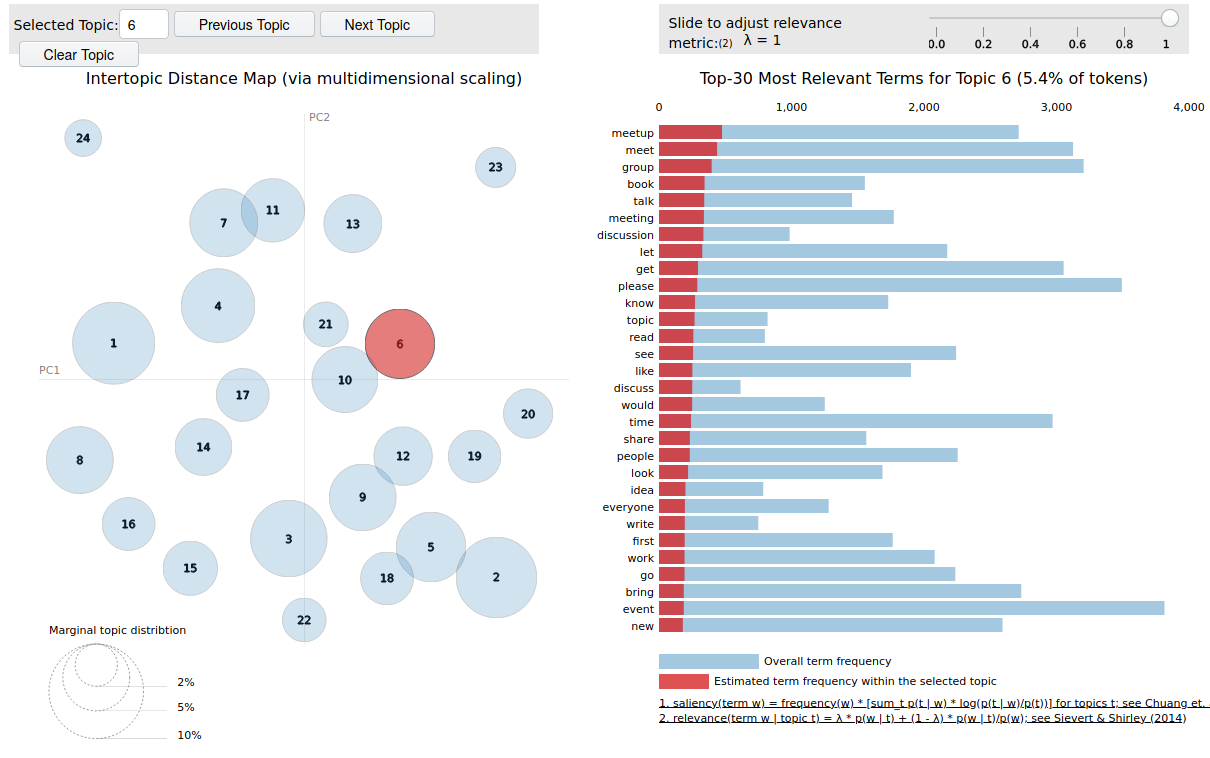 Selected Topic: 6 Previous Topic Next Topic
Clear Topic
Slide to adjust relevance
metric:(2) λ = 1
0.0 0.2 0.4 0.6 0.8 1
Intertopic Distance Map (via multidimensional scaling)
PC2
PC1
24
23
7
11
13
4
21
1
6
10
17
20
14
12
19
8
9
16
3
5
15
18
2
22
Marginal topic distribtion
2%
5%
10%
Top-30 Most Relevant Terms for Topic 6 (5.4% of tokens)
0 1,000 2,000 3,000 4,000
meetup
meet
group
book
talk
meeting
discussion
let
get
please
know
topic
read
see
like
discuss
would
time
share
people
look
idea
everyone
write
first
work
go
bring
event
new
Overall term frequency
Estimated term frequency within the selected topic
1. saliency(term w) = frequency(w) * [sum_t p(t | w) * log(p(t | w)/p(t))] for topics t; see Chuang et.
2. relevance(term w | topic t) = λ * p(w | t) + (1 - λ) * p(w | t)/p(w); see Sievert & Shirley (2014)